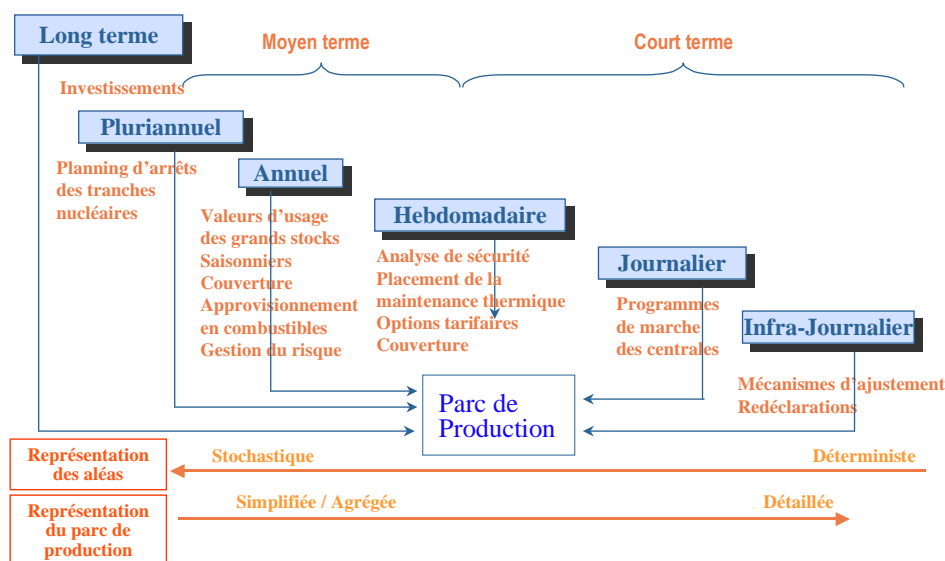 Long terme
Moyen terme
Court terme
Investissements
Pluriannuel
Planning d'arrêts
des tranches
nucléaires
Annuel
Valeurs d'usage
des grands stocks
Saisonniers
Couverture
Approvisionnement
en combustibles
Gestion du risque
Hebdomadaire
Analyse de sécurité
Placement de la
maintenance thermique
Options tarifaires
Couverture
Journalier
Programmes
de marche
des centrales
Infra-Journalier
Mécanismes d'ajustement
Redéclarations
Parc de
Production
Représentation
des aléas
Stochastique
Déterministe
Représentation
du parc de
production
Simplifiée / Agrégée
Détaillée